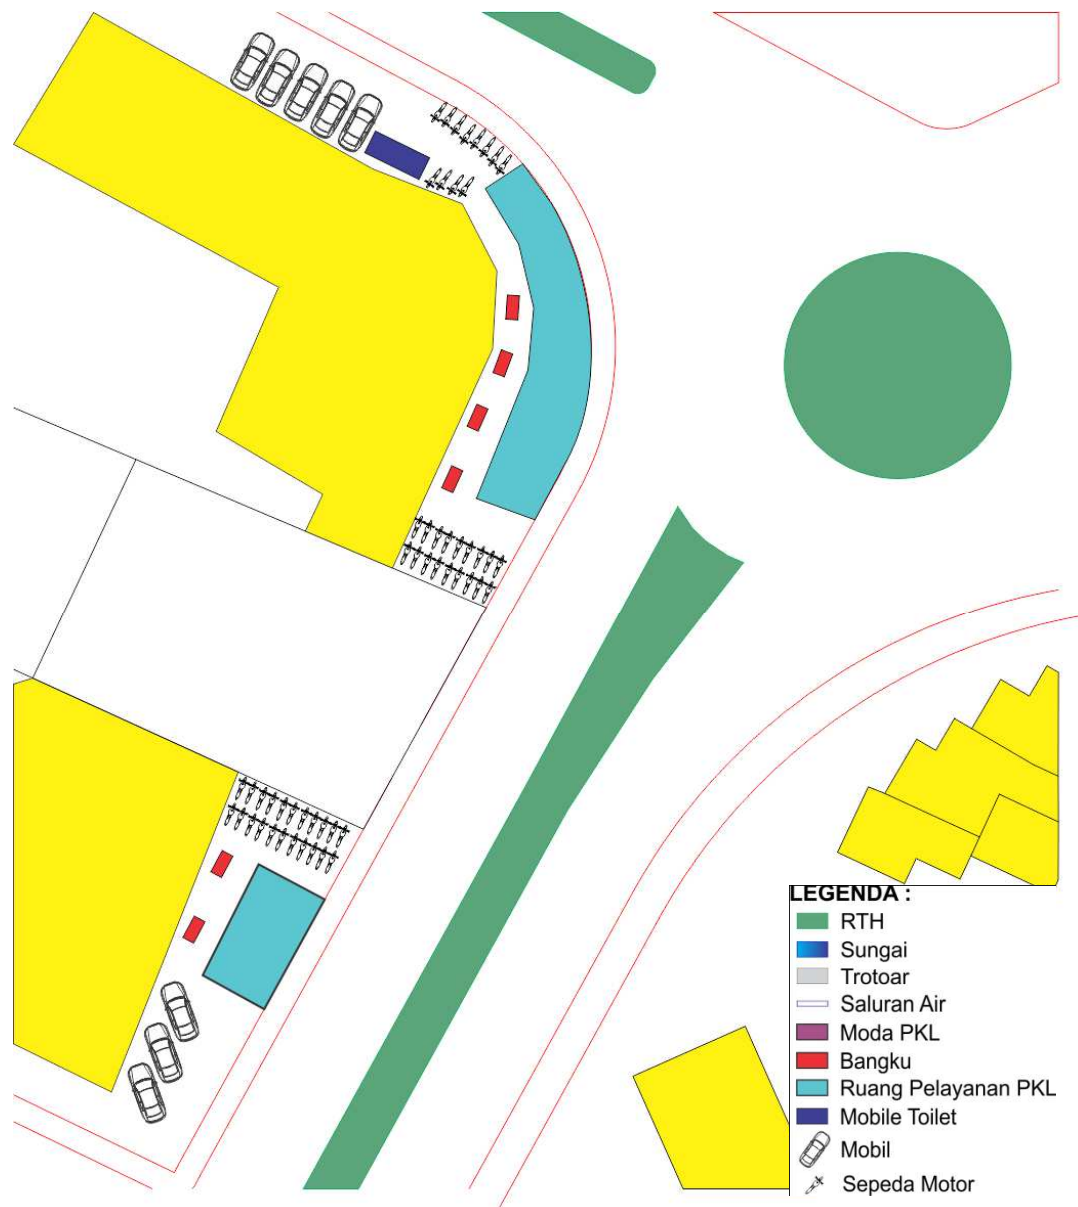 LEGENDA :
RTH
Sungai
Trotoar
Saluran Air
Moda PKL
Bangku
Ruang Pelayanan PKL
Mobile Toilet
Mobil
Sepeda Motor